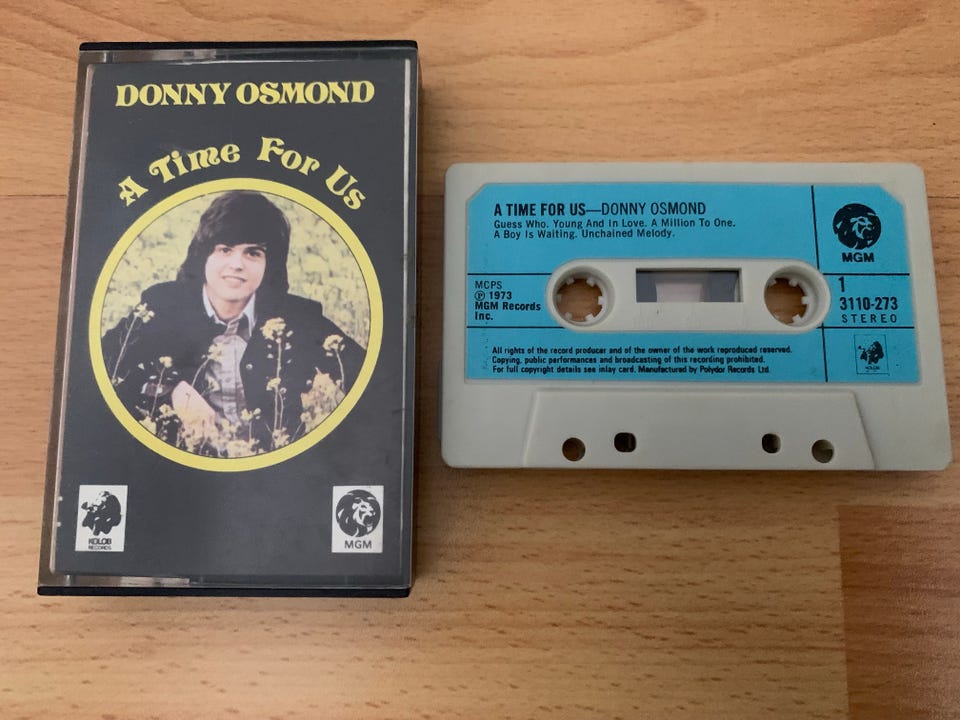 DONNY OSMOND
A Time For Us
KOLOB
RECORDS
MGM
A TIME FOR US—DONNY OSMOND
Guess Who. Young And In Love. A Million To One.
A Boy Is Waiting. Unchained Melody.
MGM
MCPS
Ⓟ 1973
MGM Records
Inc.
1
3110-273
STEREO
All rights of the record producer and of the owner of the work reproduced reserved.
Copying, public performances and broadcasting of this recording prohibited.
For full copyright details see inlay card. Manufactured by Polydor Records Ltd.
KOLOB